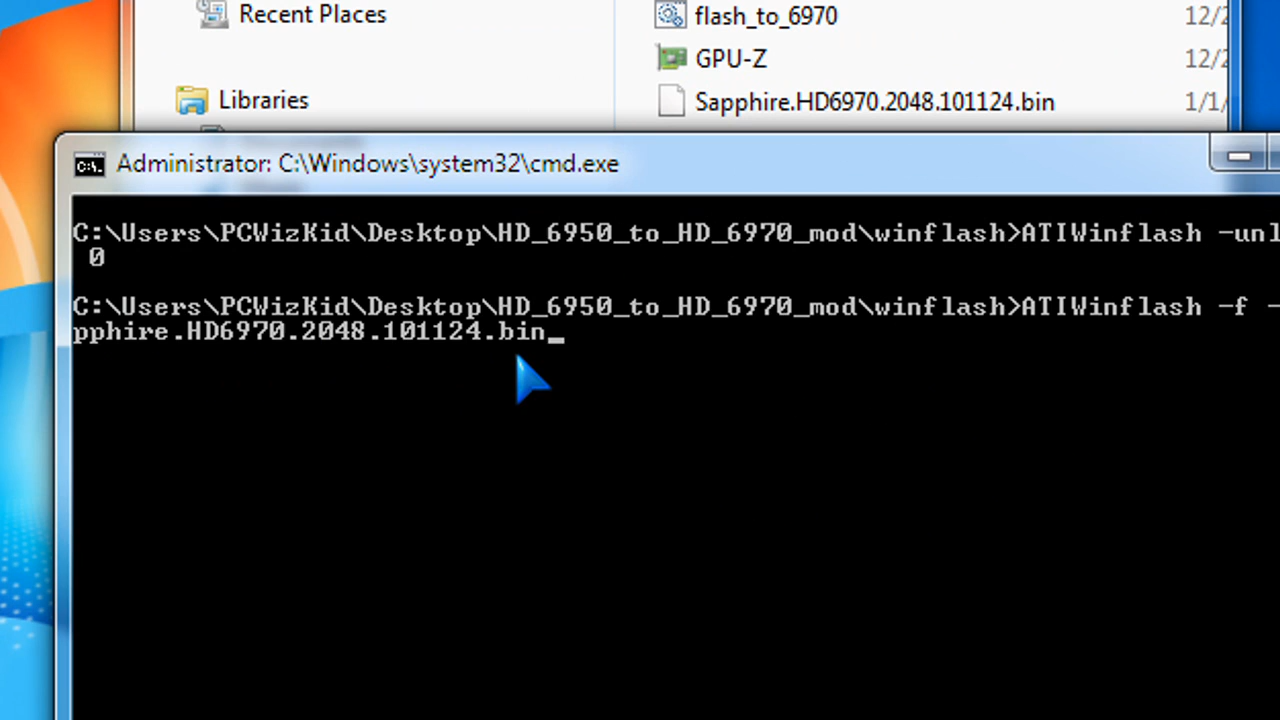 Recent Places
flash_to_6970
12/2
GPU-Z
12/2
Libraries
Sapphire.HD6970.2048.101124.bin
1/1/
C:\.
Administrator: C:\Windows\system32\cmd.exe
C:\Users\PCWizKid\Desktop\HD_6950_to_HD_6970_mod\winflash>ATIWinflash -unl
0
C:\Users\PCWizKid\Desktop\HD_6950_to_HD_6970_mod\winflash>ATIWinflash -f -
pphire.HD6970.2048.101124.bin_